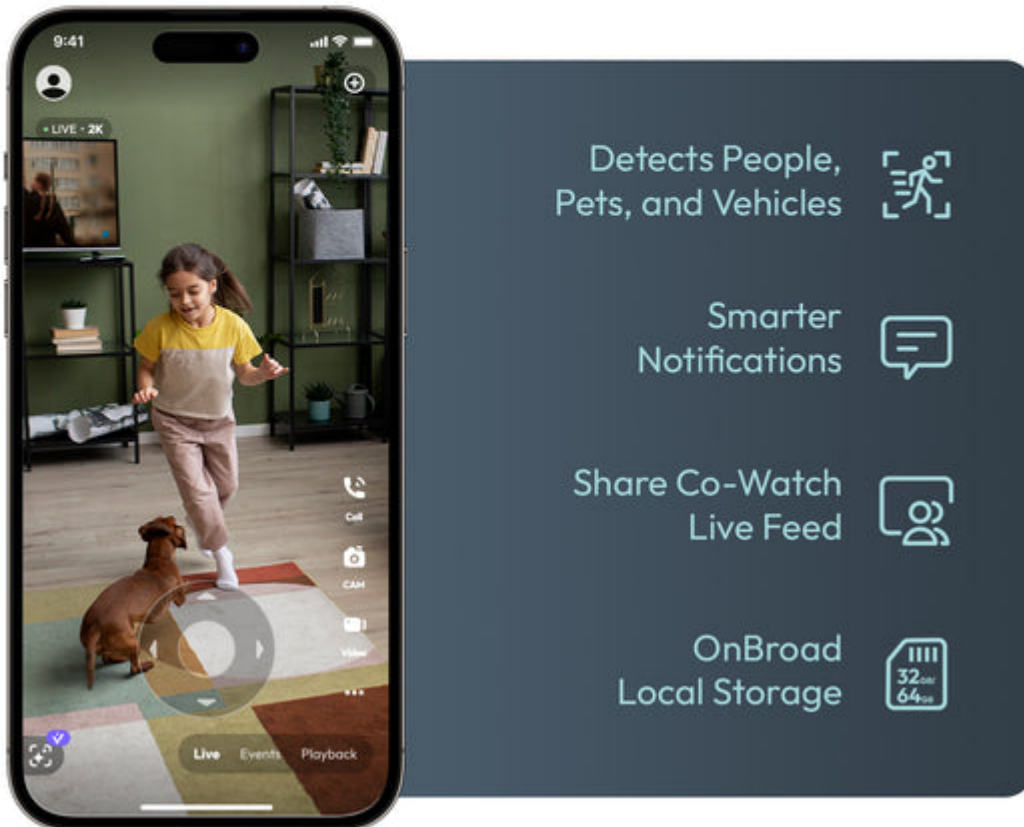 9:41
LIVE • 2K
Call
CAM
Video
Live Events Playback
Detects People,
Pets, and Vehicles
Smarter
Notifications
Share Co-Watch
Live Feed
OnBroad
Local Storage
32GB/
64GB